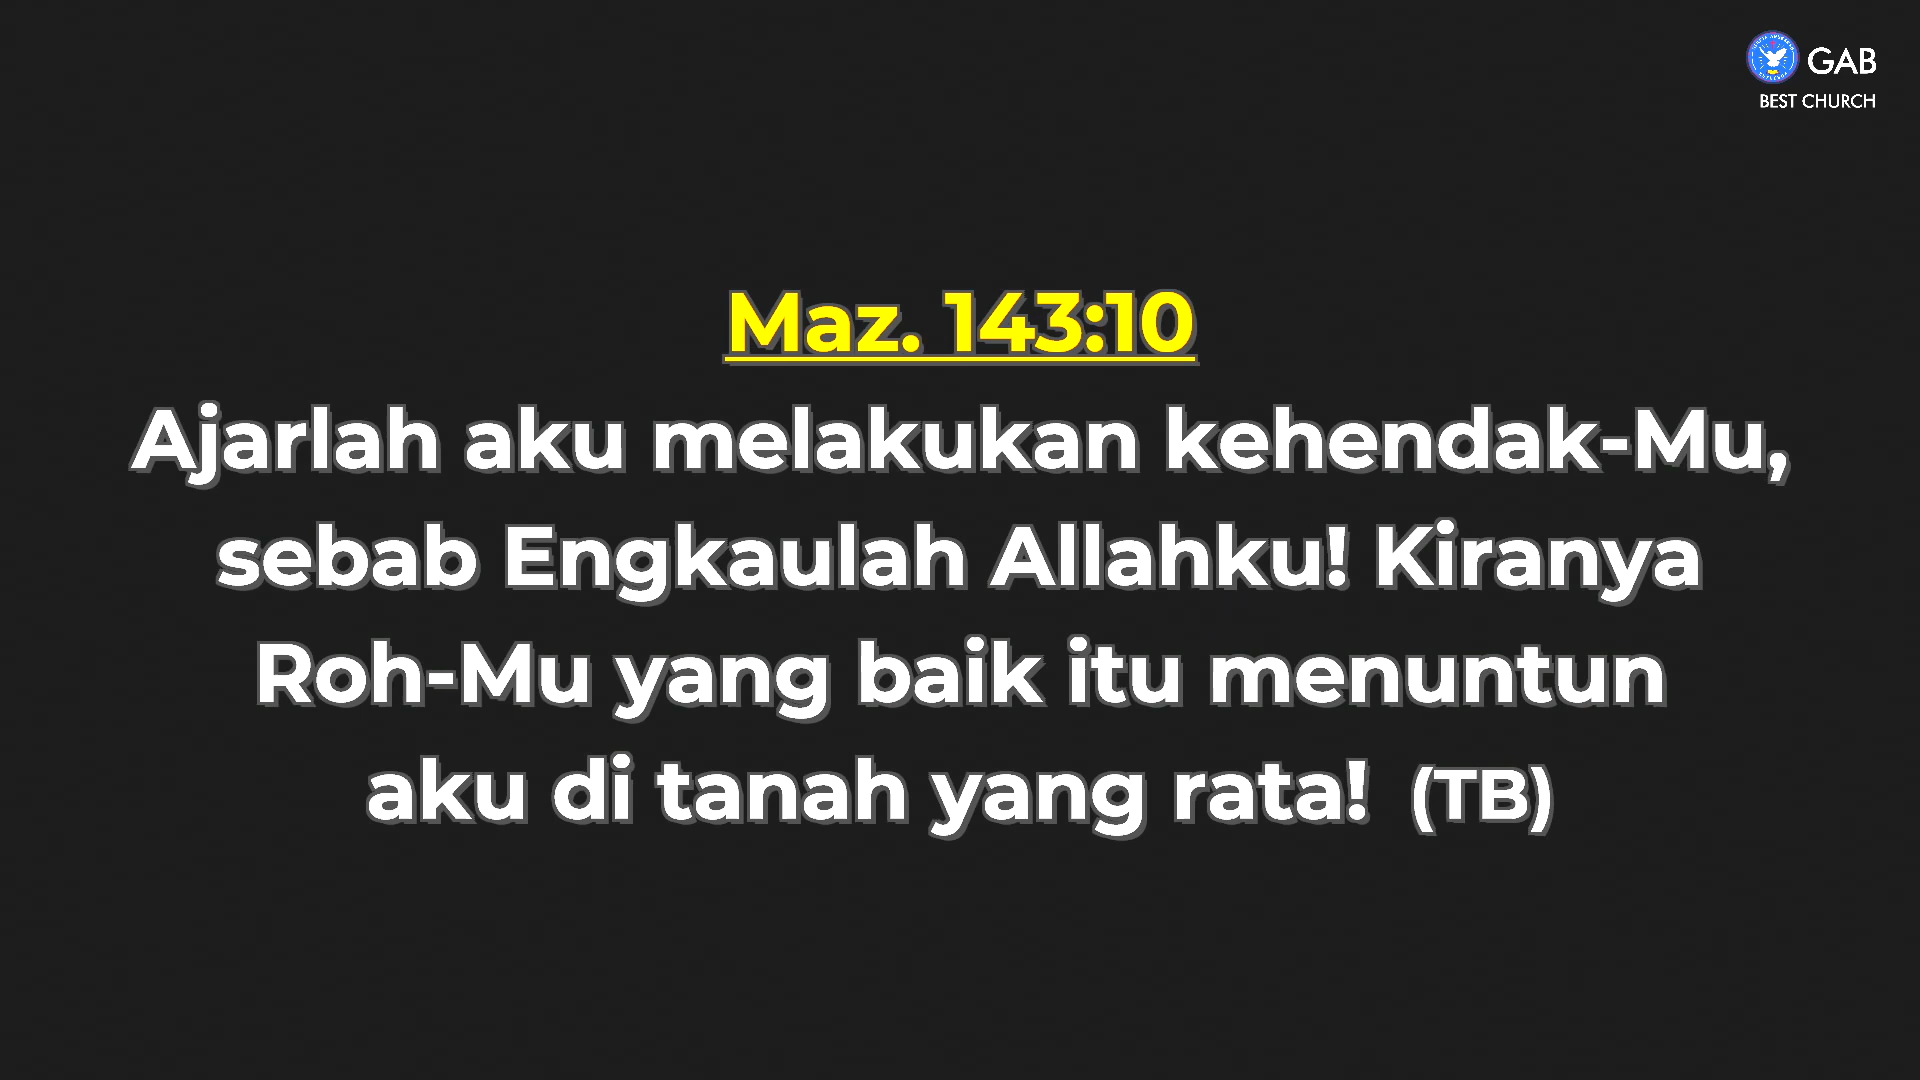 GAB
BEST CHURCH
Maz. 143:10
Ajarlah aku melakukan kehendak-Mu,
sebab Engkaulah Allahku! Kiranya
Roh-Mu yang baik itu menuntun
aku di tanah yang rata! (TB)